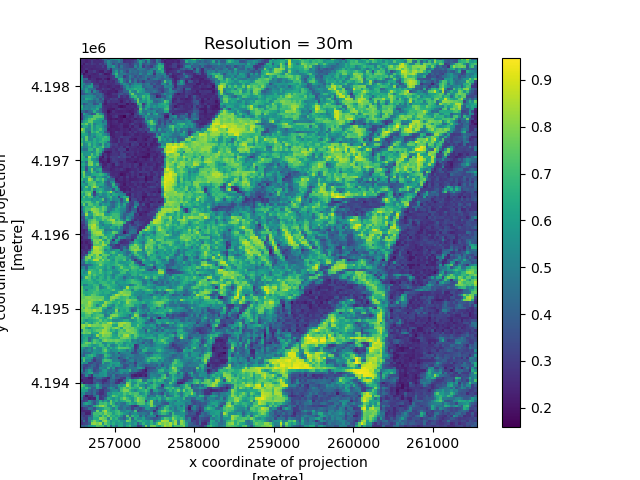 Resolution = 30m
1e6
4.198
4.197
4.196
4.195
4.194
y coordinate of projection
[metre]
257000 258000 259000 260000 261000
x coordinate of projection
[metre]
0.9
0.8
0.7
0.6
0.5
0.4
0.3
0.2